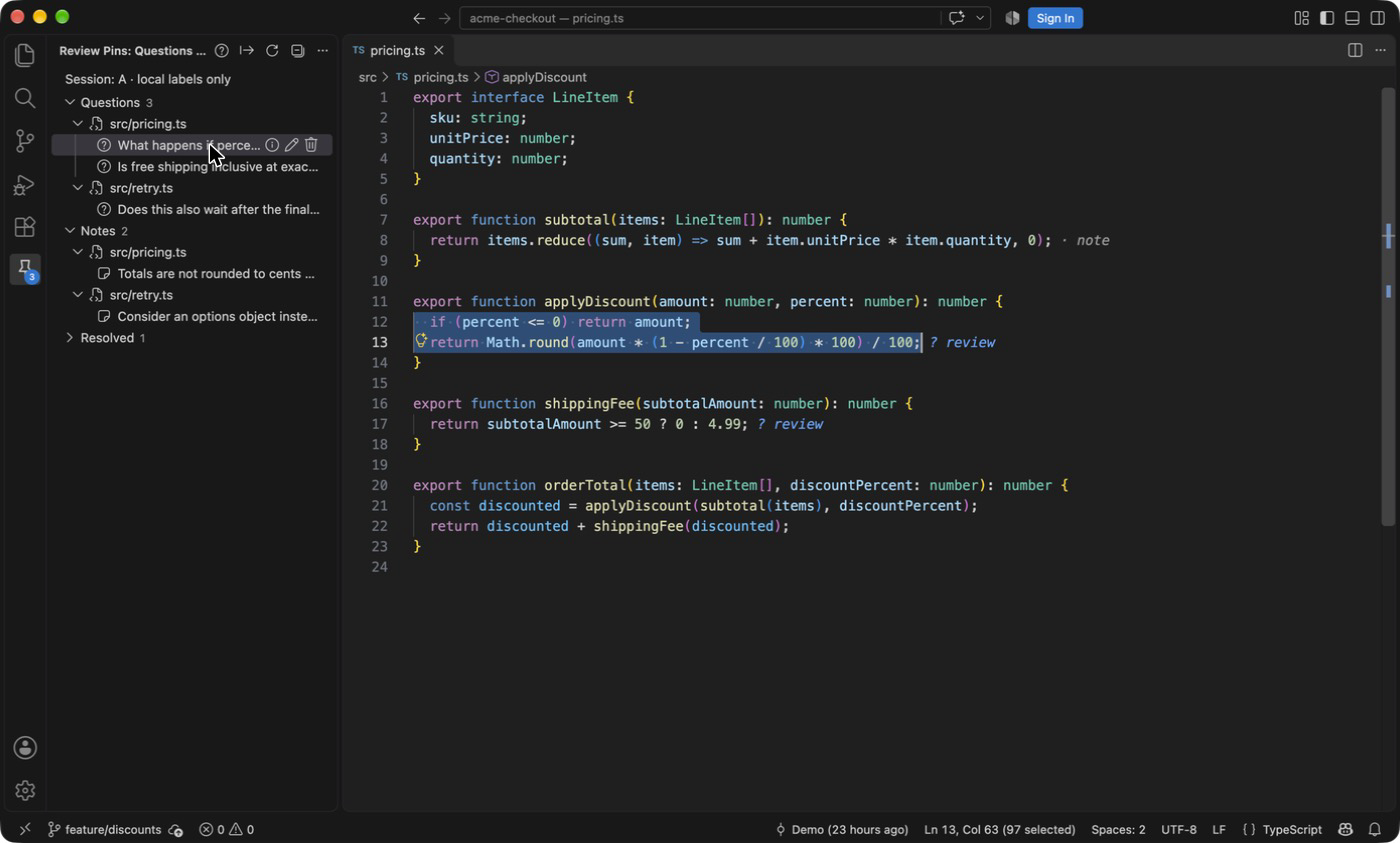 acme-checkout — pricing.ts
Sign In
Review Pins: Questions ...
Session: A · local labels only
Questions 3
src/pricing.ts
What happens if perce...
Is free shipping inclusive at exac...
src/retry.ts
Does this also wait after the final...
Notes 2
src/pricing.ts
Totals are not rounded to cents ...
src/retry.ts
Consider an options object inste...
Resolved 1
3
TS pricing.ts
src > TS pricing.ts > applyDiscount
1 export interface LineItem {
2 sku: string;
3 unitPrice: number;
4 quantity: number;
5 }
6
7 export function subtotal(items: LineItem[]): number {
8 return items.reduce((sum, item) => sum + item.unitPrice * item.quantity, 0); · note
9 }
10
11 export function applyDiscount(amount: number, percent: number): number {
12 if (percent <= 0) return amount;
13 return Math.round(amount * (1 - percent / 100) * 100) / 100; ? review
14 }
15
16 export function shippingFee(subtotalAmount: number): number {
17 return subtotalAmount >= 50 ? 0 : 4.99; ? review
18 }
19
20 export function orderTotal(items: LineItem[], discountPercent: number): number {
21 const discounted = applyDiscount(subtotal(items), discountPercent);
22 return discounted + shippingFee(discounted);
23 }
24
feature/discounts 0 0 Demo (23 hours ago) Ln 13, Col 63 (97 selected) Spaces: 2 UTF-8 LF { } TypeScript